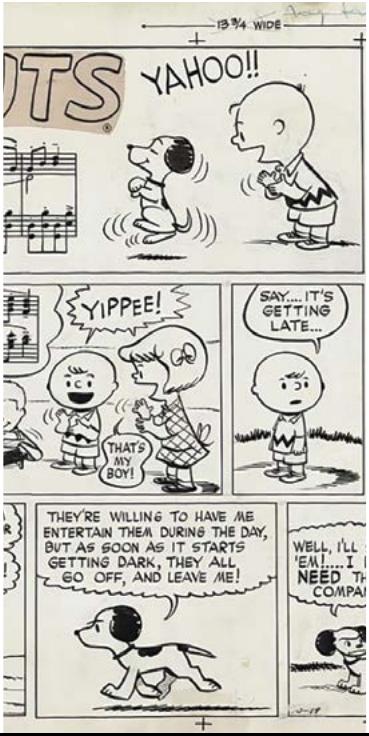 13 3/4 WIDE
UTS
YAHOO!!
YIPPEE!
THAT'S
MY
BOY!
SAY.... IT'S
GETTING
LATE...
THEY'RE WILLING TO HAVE ME
ENTERTAIN THEM DURING THE DAY,
BUT AS SOON AS IT STARTS
GETTING DARK, THEY ALL
GO OFF, AND LEAVE ME!
WELL, I'LL
'EM!....I
NEED TH
COMPA